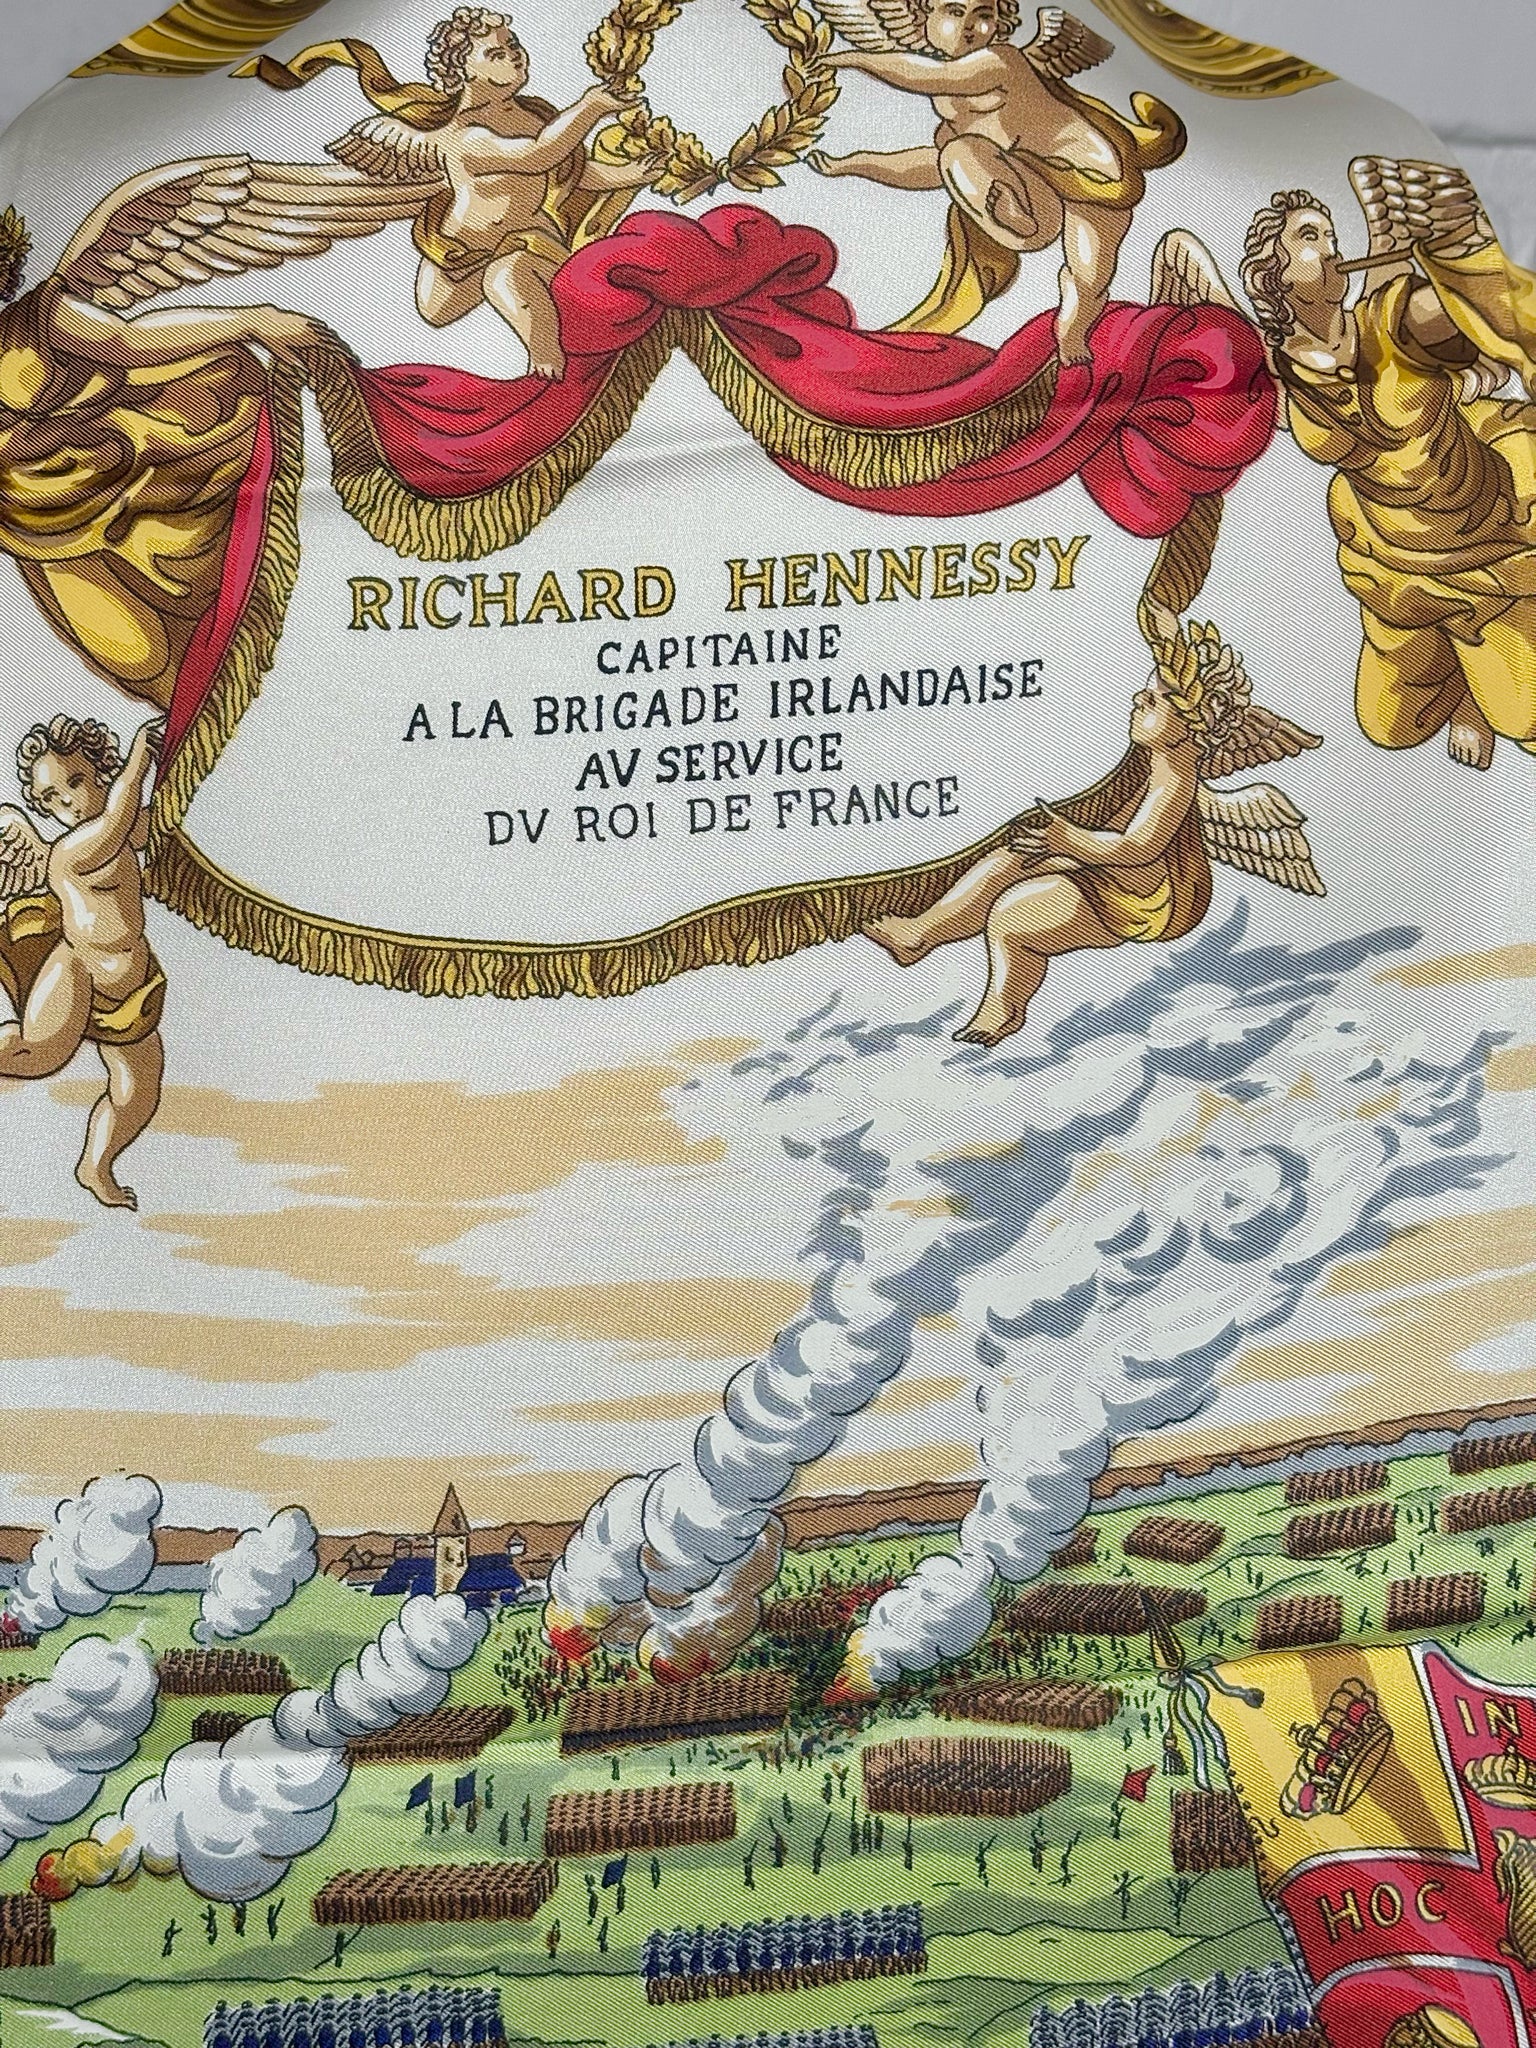 RICHARD HENNESSY
CAPITAINE
A LA BRIGADE IRLANDAISE
AV SERVICE
DV ROI DE FRANCE
IN
HOC